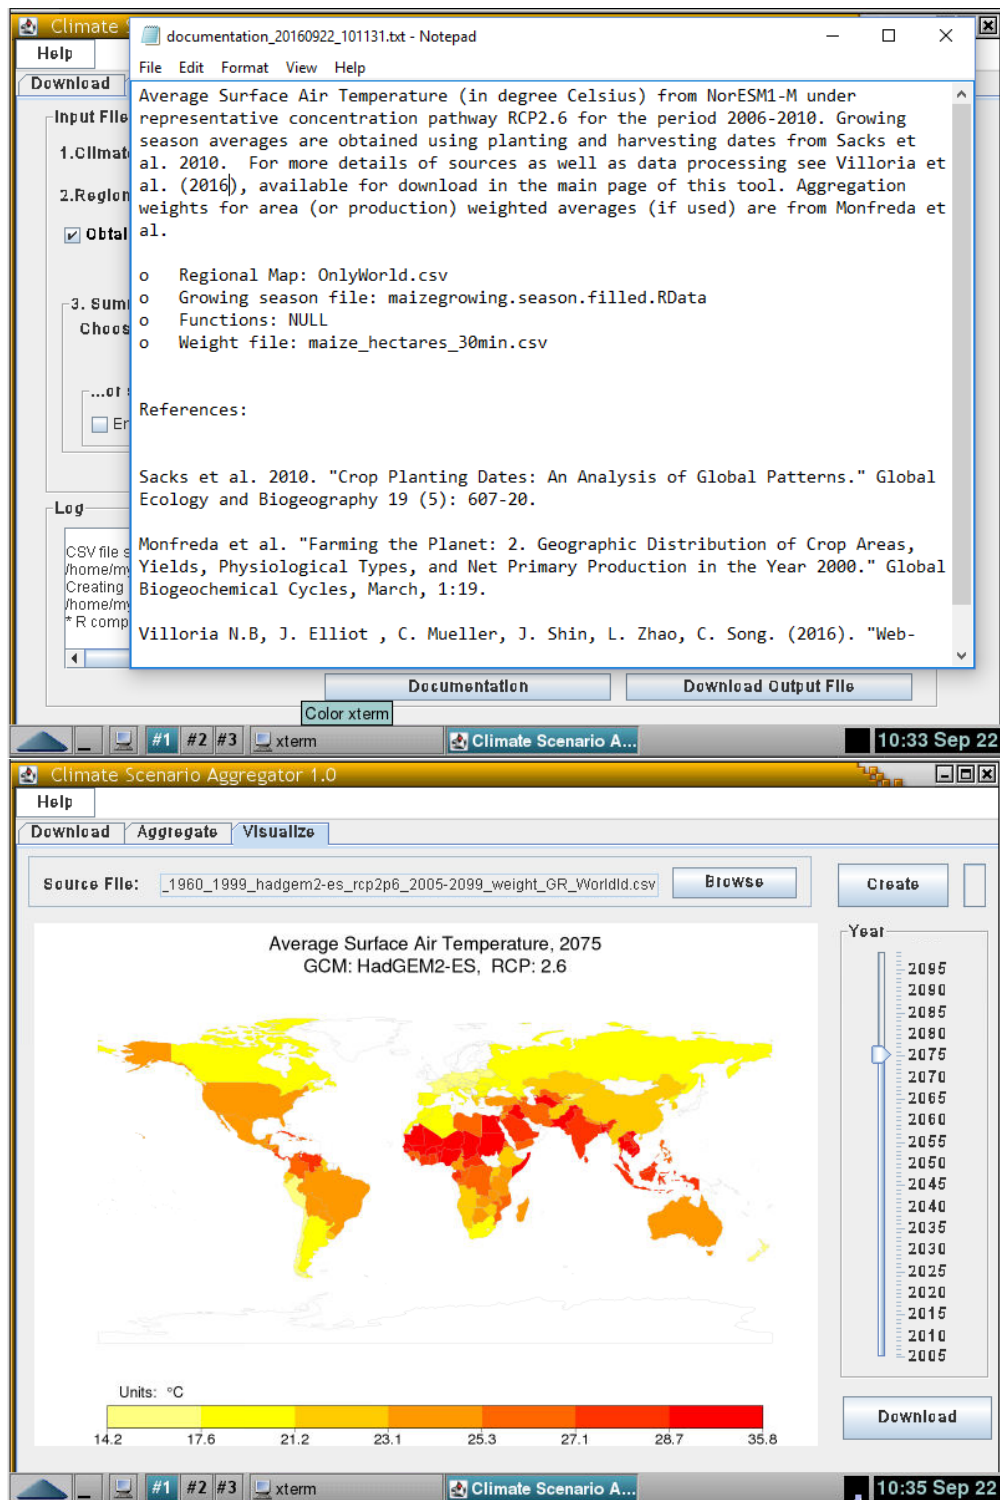 Climate S
documentation_20160922_101131.txt - Notepad
Help
File Edit Format View Help
Download
Average Surface Air Temperature (in degree Celsius) from NorESM1-M under
representative concentration pathway RCP2.6 for the period 2006-2010. Growing
season averages are obtained using planting and harvesting dates from Sacks et
al. 2010. For more details of sources as well as data processing see Villoria et
al. (2016), available for download in the main page of this tool. Aggregation
weights for area (or production) weighted averages (if used) are from Monfreda et
al.
o Regional Map: OnlyWorld.csv
o Growing season file: maizegrowing.season.filled.RData
o Functions: NULL
o Weight file: maize_hectares_30min.csv
References:
Sacks et al. 2010. "Crop Planting Dates: An Analysis of Global Patterns." Global
Ecology and Biogeography 19 (5): 607-20.
Monfreda et al. "Farming the Planet: 2. Geographic Distribution of Crop Areas,
Yields, Physiological Types, and Net Primary Production in the Year 2000." Global
Biogeochemical Cycles, March, 1:19.
Villoria N.B, J. Elliot , C. Mueller, J. Shin, L. Zhao, C. Song. (2016). "Web-
Input File
1.Climat
2.Region
Obtai
3. Summ
Choos
...or s
En
Log
CSV file s
/home/my
Creating
/home/my
* R comp
Documentation
Download Output File
Color xterm
#1 #2 #3 xterm
Climate Scenario A...
10:33 Sep 22
Climate Scenario Aggregator 1.0
Help
Download Aggregate Visualize
Source File: _1960_1999_hadgem2-es_rcp2p6_2005-2099_weight_GR_WorldId.csv Browse Create
Year
Average Surface Air Temperature, 2075
GCM: HadGEM2-ES, RCP: 2.6
2095
2090
2085
2080
2075
2070
2065
2060
2055
2050
2045
2040
2035
2030
2025
2020
2015
2010
2005
Units: °C
14.2 17.6 21.2 23.1 25.3 27.1 28.7 35.8
Download
#1 #2 #3 xterm
Climate Scenario A...
10:35 Sep 22